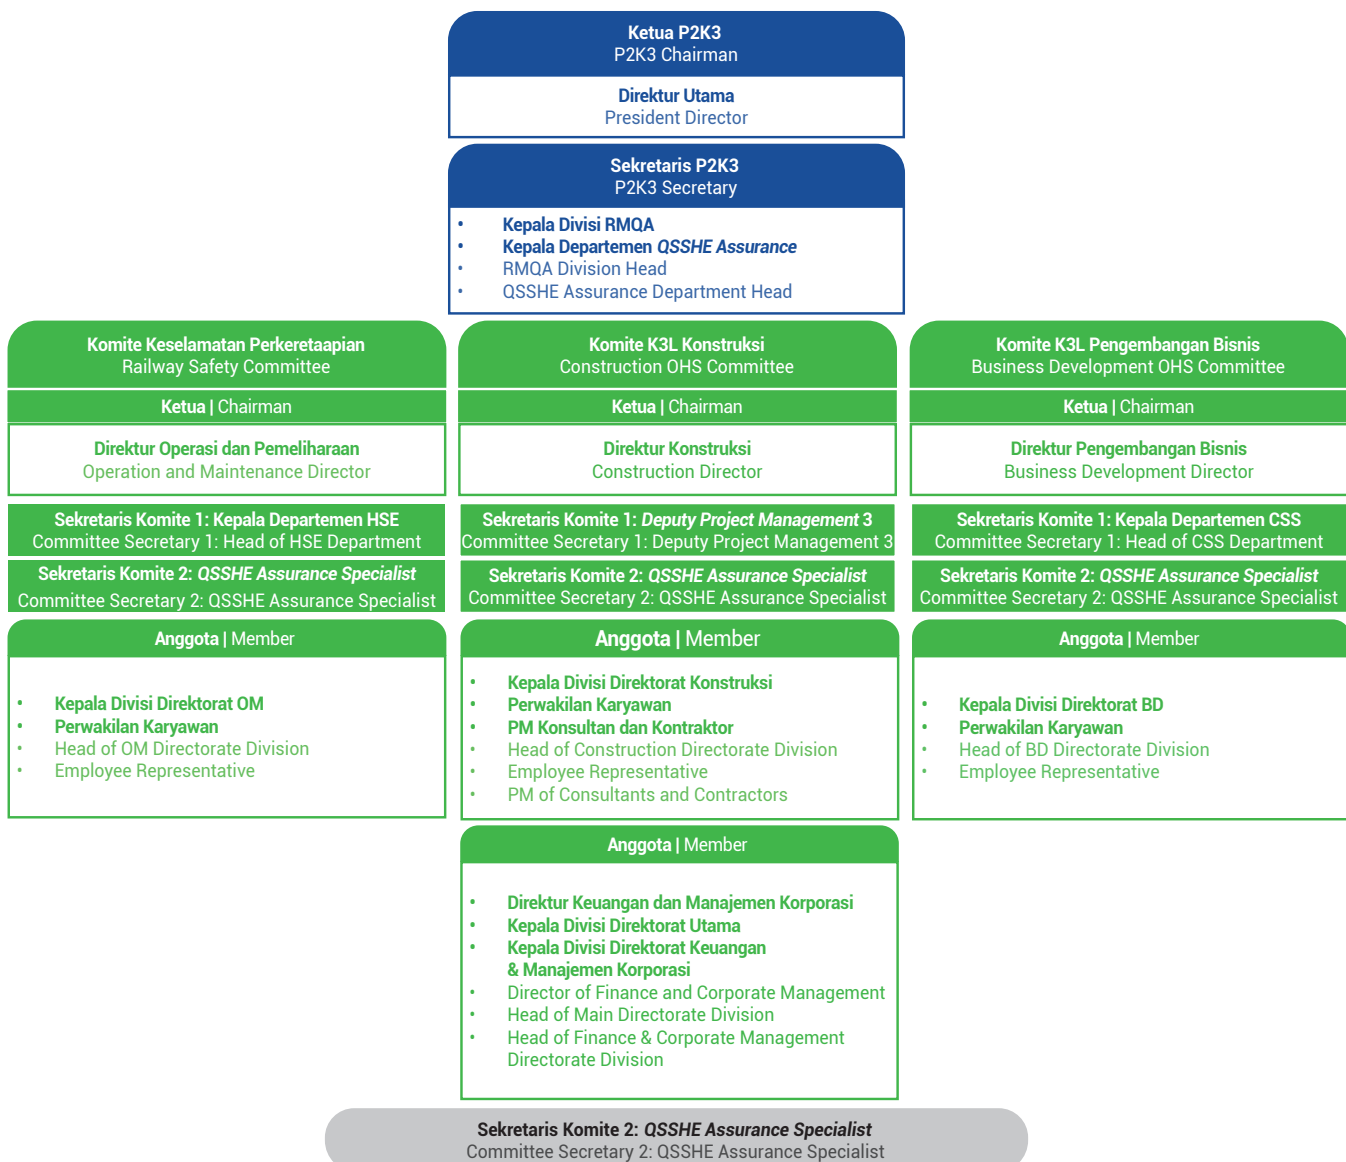 Ketua P2K3
P2K3 Chairman
Direktur Utama
President Director
Sekretaris P2K3
P2K3 Secretary
• Kepala Divisi RMQA
• Kepala Departemen QSSHE Assurance
• RMQA Division Head
• QSSHE Assurance Department Head
Komite Keselamatan Perkeretaapian
Railway Safety Committee
Ketua | Chairman
Direktur Operasi dan Pemeliharaan
Operation and Maintenance Director
Sekretaris Komite 1: Kepala Departemen HSE
Committee Secretary 1: Head of HSE Department
Sekretaris Komite 2: QSSHE Assurance Specialist
Committee Secretary 2: QSSHE Assurance Specialist
Anggota | Member
• Kepala Divisi Direktorat OM
• Perwakilan Karyawan
• Head of OM Directorate Division
• Employee Representative
Komite K3L Konstruksi
Construction OHS Committee
Ketua | Chairman
Direktur Konstruksi
Construction Director
Sekretaris Komite 1: Deputy Project Management 3
Committee Secretary 1: Deputy Project Management 3
Sekretaris Komite 2: QSSHE Assurance Specialist
Committee Secretary 2: QSSHE Assurance Specialist
Anggota | Member
• Kepala Divisi Direktorat Konstruksi
• Perwakilan Karyawan
• PM Konsultan dan Kontraktor
• Head of Construction Directorate Division
• Employee Representative
• PM of Consultants and Contractors
Komite K3L Pengembangan Bisnis
Business Development OHS Committee
Ketua | Chairman
Direktur Pengembangan Bisnis
Business Development Director
Sekretaris Komite 1: Kepala Departemen CSS
Committee Secretary 1: Head of CSS Department
Sekretaris Komite 2: QSSHE Assurance Specialist
Committee Secretary 2: QSSHE Assurance Specialist
Anggota | Member
• Kepala Divisi Direktorat BD
• Perwakilan Karyawan
• Head of BD Directorate Division
• Employee Representative
Anggota | Member
• Direktur Keuangan dan Manajemen Korporasi
• Kepala Divisi Direktorat Utama
• Kepala Divisi Direktorat Keuangan
& Manajemen Korporasi
• Director of Finance and Corporate Management
• Head of Main Directorate Division
• Head of Finance & Corporate Management
Directorate Division
Sekretaris Komite 2: QSSHE Assurance Specialist
Committee Secretary 2: QSSHE Assurance Specialist